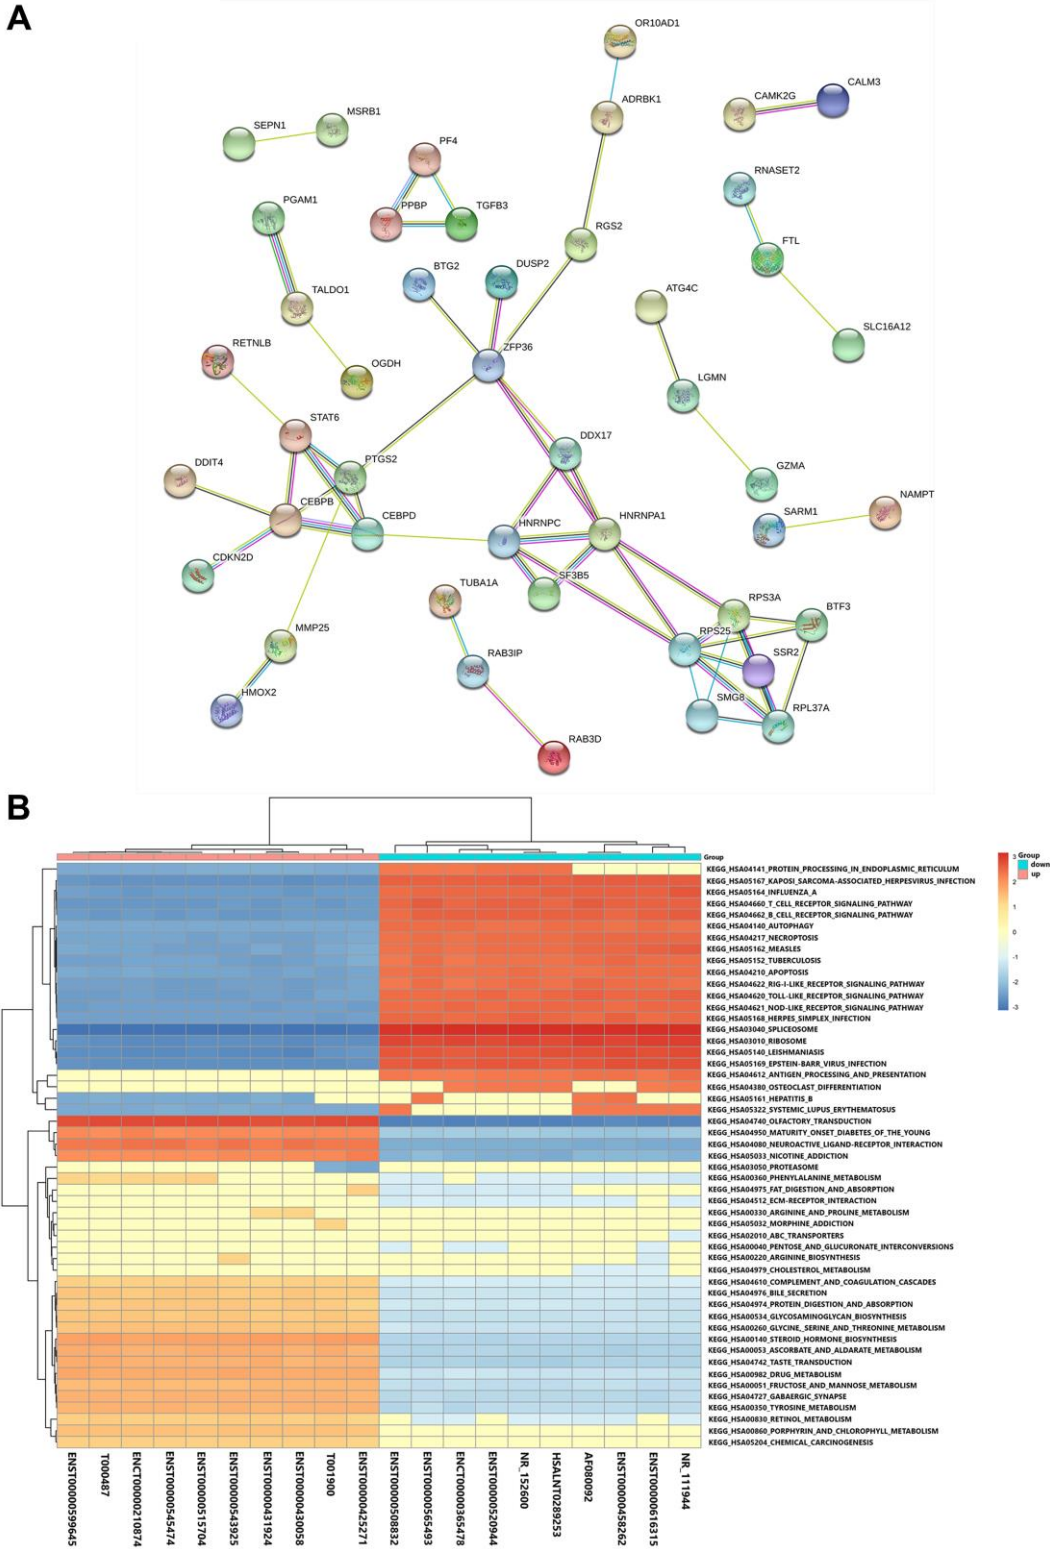 A
OR10AD1
CALM3
CAMK2G
ADRBK1
MSRB1
SEPN1
PF4
RNASET2
PGAM1
PPBP
TGFB3
RGS2
FTL
BTG2
DUSP2
ATG4C
TALDO1
SLC16A12
RETNLB
ZFP36
OGDH
LGMN
STAT6
DDX17
PTGS2
DDIT4
GZMA
CEBPB
NAMPT
SARM1
CEBPD
HNRNPC
HNRNPA1
CDKN2D
SF3B5
TUBA1A
RPS3A
BTF3
MMP25
RPS25
RAB3IP
SSR2
HMOX2
SMG8
RPL37A
RAB3D
B
Group
KEGG_HSA04141_PROTEIN_PROCESSING_IN_ENDOPLASMIC_RETICULUM
KEGG_HSA05167_KAPOSI_SARCOMA-ASSOCIATED_HERPESVIRUS_INFECTION
KEGG_HSA05164_INFLUENZA_A
KEGG_HSA04660_T_CELL_RECEPTOR_SIGNALING_PATHWAY
KEGG_HSA04662_B_CELL_RECEPTOR_SIGNALING_PATHWAY
KEGG_HSA04140_AUTOPHAGY
KEGG_HSA04217_NECROPTOSIS
KEGG_HSA05162_MEASLES
KEGG_HSA05152_TUBERCULOSIS
KEGG_HSA04210_APOPTOSIS
KEGG_HSA04622_RIG-I-LIKE_RECEPTOR_SIGNALING_PATHWAY
KEGG_HSA04620_TOLL-LIKE_RECEPTOR_SIGNALING_PATHWAY
KEGG_HSA04621_NOD-LIKE_RECEPTOR_SIGNALING_PATHWAY
KEGG_HSA05168_HERPES_SIMPLEX_INFECTION
KEGG_HSA03040_SPLICEOSOME
KEGG_HSA03010_RIBOSOME
KEGG_HSA05140_LEISHMANIASIS
KEGG_HSA05169_EPSTEIN-BARR_VIRUS_INFECTION
KEGG_HSA04612_ANTIGEN_PROCESSING_AND_PRESENTATION
KEGG_HSA04380_OSTEOCLAST_DIFFERENTIATION
KEGG_HSA05161_HEPATITIS_B
KEGG_HSA05322_SYSTEMIC_LUPUS_ERYTHEMATOSUS
KEGG_HSA04740_OLFACTORY_TRANSDUCTION
KEGG_HSA04950_MATURITY_ONSET_DIABETES_OF_THE_YOUNG
KEGG_HSA04080_NEUROACTIVE_LIGAND-RECEPTOR_INTERACTION
KEGG_HSA05033_NICOTINE_ADDICTION
KEGG_HSA03050_PROTEASOME
KEGG_HSA00360_PHENYLALANINE_METABOLISM
KEGG_HSA04975_FAT_DIGESTION_AND_ABSORPTION
KEGG_HSA04512_ECM-RECEPTOR_INTERACTION
KEGG_HSA00330_ARGININE_AND_PROLINE_METABOLISM
KEGG_HSA05032_MORPHINE_ADDICTION
KEGG_HSA02010_ABC_TRANSPORTERS
KEGG_HSA00040_PENTOSE_AND_GLUCURONATE_INTERCONVERSIONS
KEGG_HSA00220_ARGININE_BIOSYNTHESIS
KEGG_HSA04979_CHOLESTEROL_METABOLISM
KEGG_HSA04610_COMPLEMENT_AND_COAGULATION_CASCADES
KEGG_HSA04976_BILE_SECRETION
KEGG_HSA04974_PROTEIN_DIGESTION_AND_ABSORPTION
KEGG_HSA00534_GLYCOSAMINOGLYCAN_BIOSYNTHESIS
KEGG_HSA00260_GLYCINE_SERINE_AND_THREONINE_METABOLISM
KEGG_HSA00140_STEROID_HORMONE_BIOSYNTHESIS
KEGG_HSA00053_ASCORBATE_AND_ALDARATE_METABOLISM
KEGG_HSA04742_TASTE_TRANSDUCTION
KEGG_HSA00982_DRUG_METABOLISM
KEGG_HSA00051_FRUCTOSE_AND_MANNOSE_METABOLISM
KEGG_HSA04727_GABAERGIC_SYNAPSE
KEGG_HSA00350_TYROSINE_METABOLISM
KEGG_HSA00830_RETINOL_METABOLISM
KEGG_HSA00860_PORPHYRIN_AND_CHLOROPHYLL_METABOLISM
KEGG_HSA05204_CHEMICAL_CARCINOGENESIS
3
2
1
0
-1
-2
-3
Group
down
up
ENST00000599645
T000487
ENCT00000210874
ENST00000545474
ENST00000515704
ENST00000543925
ENST00000431924
ENST00000430058
T001900
ENST00000425271
ENST00000508832
ENST00000565493
ENCT00000365478
ENST00000520944
NR_152600
HSALNT0289253
AF080092
ENST00000458262
ENST00000616315
NR_111944